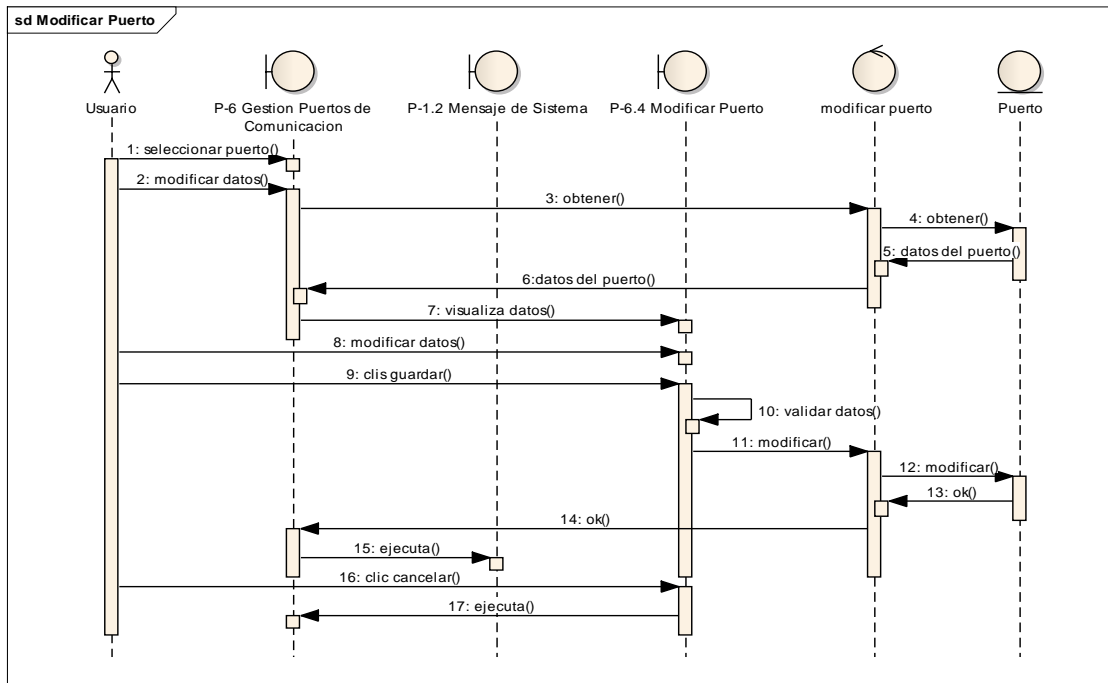 sd Modificar Puerto
Usuario
P-6 Gestion Puertos de
Comunicacion
P-1.2 Mensaje de Sistema
P-6.4 Modificar Puerto
modificar puerto
Puerto
1: seleccionar puerto()
2: modificar datos()
3: obtener()
4: obtener()
5: datos del puerto()
6:datos del puerto()
7: visualiza datos()
8: modificar datos()
9: clis guardar()
10: validar datos()
11: modificar()
12: modificar()
13: ok()
14: ok()
15: ejecuta()
16: clic cancelar()
17: ejecuta()